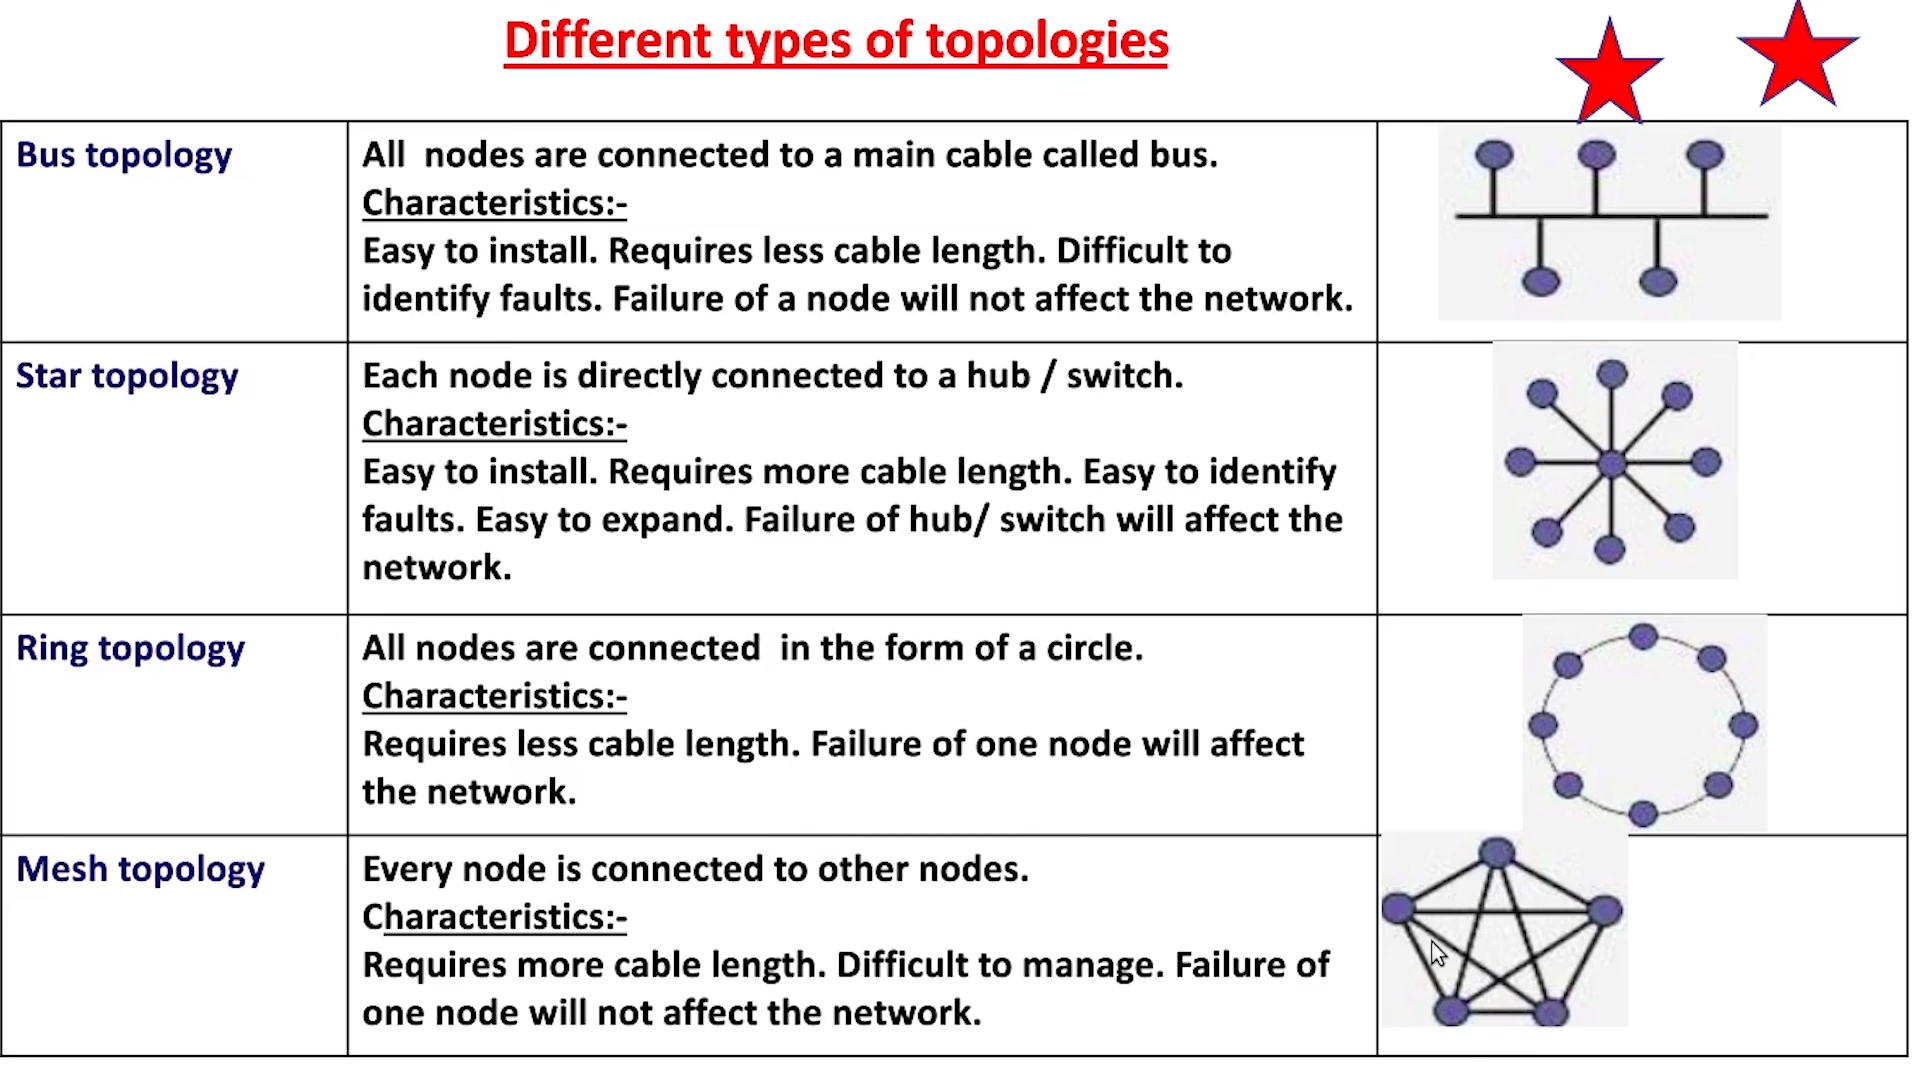 Different types of topologies
Bus topology
All nodes are connected to a main cable called bus.
Characteristics:-
Easy to install. Requires less cable length. Difficult to
identify faults. Failure of a node will not affect the network.
Star topology
Each node is directly connected to a hub / switch.
Characteristics:-
Easy to install. Requires more cable length. Easy to identify
faults. Easy to expand. Failure of hub/ switch will affect the
network.
Ring topology
All nodes are connected in the form of a circle.
Characteristics:-
Requires less cable length. Failure of one node will affect
the network.
Mesh topology
Every node is connected to other nodes.
Characteristics:-
Requires more cable length. Difficult to manage. Failure of
one node will not affect the network.